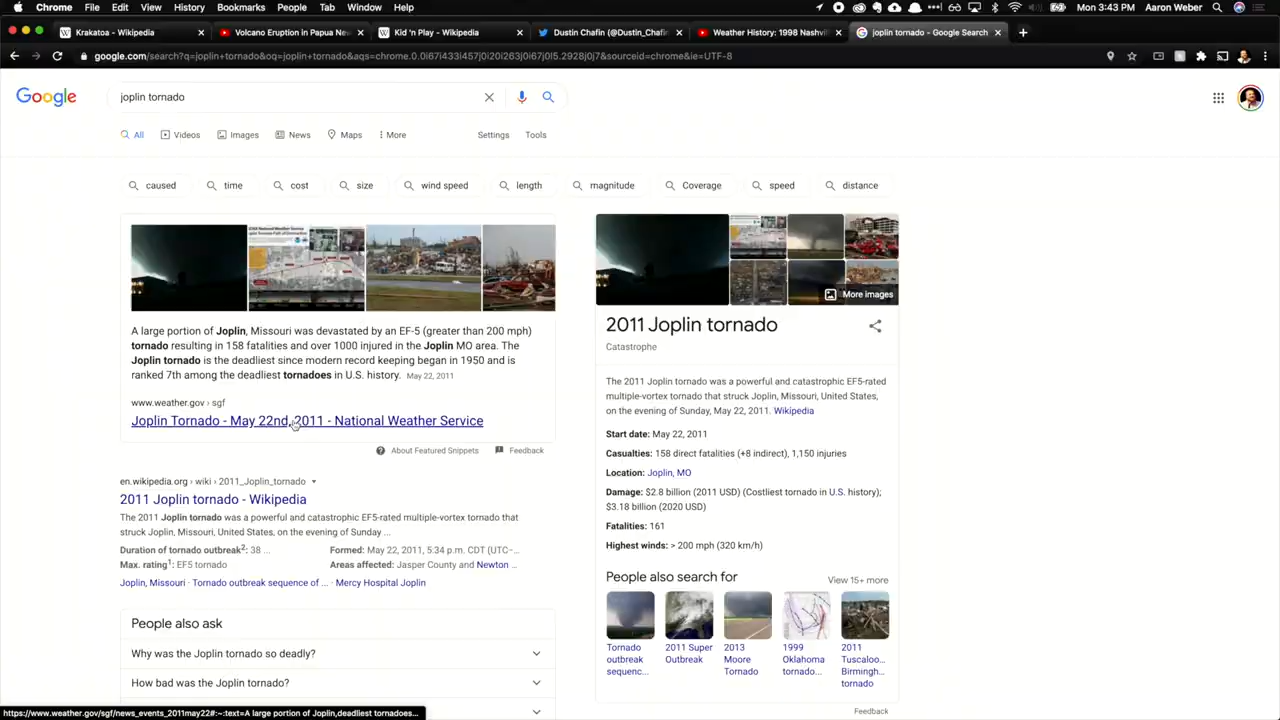 Chrome File Edit View History Bookmarks People Tab Window Help
Mon 3:43 PM Aaron Weber
Krakatoa - Wikipedia
Volcano Eruption in Papua New
Kid 'n Play - Wikipedia
Dustin Chafin (@Dustin_Chafin
Weather History: 1998 Nashvill
joplin tornado - Google Search
google.com/search?q=joplin+tornado&oq=joplin+tornado&aqs=chrome.0.0i67j433i457j0j0i20i263j0i67j0l5.2928j0j7&sourceid=chrome&ie=UTF-8
Google
joplin tornado
All Videos Images News Maps More Settings Tools
caused time cost size wind speed length magnitude Coverage speed distance
A large portion of Joplin, Missouri was devastated by an EF-5 (greater than 200 mph)
tornado resulting in 158 fatalities and over 1000 injured in the Joplin MO area. The
Joplin tornado is the deadliest since modern record keeping began in 1950 and is
ranked 7th among the deadliest tornadoes in U.S. history. May 22, 2011
www.weather.gov › sgf
Joplin Tornado - May 22nd, 2011 - National Weather Service
About Featured Snippets Feedback
en.wikipedia.org › wiki › 2011_Joplin_tornado
2011 Joplin tornado - Wikipedia
The 2011 Joplin tornado was a powerful and catastrophic EF5-rated multiple-vortex tornado that
struck Joplin, Missouri, United States, on the evening of Sunday ...
Duration of tornado outbreak2: 38 ... Formed: May 22, 2011, 5:34 p.m. CDT (UTC-...
Max. rating1: EF5 tornado Areas affected: Jasper County and Newton ...
Joplin, Missouri · Tornado outbreak sequence of ... · Mercy Hospital Joplin
People also ask
Why was the Joplin tornado so deadly?
How bad was the Joplin tornado?
https://www.weather.gov/sgf/news_events_2011may22#:~:text=A large portion of Joplin,deadliest tornadoes...
More images
2011 Joplin tornado
Catastrophe
The 2011 Joplin tornado was a powerful and catastrophic EF5-rated
multiple-vortex tornado that struck Joplin, Missouri, United States,
on the evening of Sunday, May 22, 2011. Wikipedia
Start date: May 22, 2011
Casualties: 158 direct fatalities (+8 indirect), 1,150 injuries
Location: Joplin, MO
Damage: $2.8 billion (2011 USD) (Costliest tornado in U.S. history);
$3.18 billion (2020 USD)
Fatalities: 161
Highest winds: > 200 mph (320 km/h)
People also search for
View 15+ more
Tornado outbreak sequenc...
2011 Super Outbreak
2013 Moore Tornado
1999 Oklahoma tornado...
2011 Tuscaloo... Birmingh... tornado
Feedback